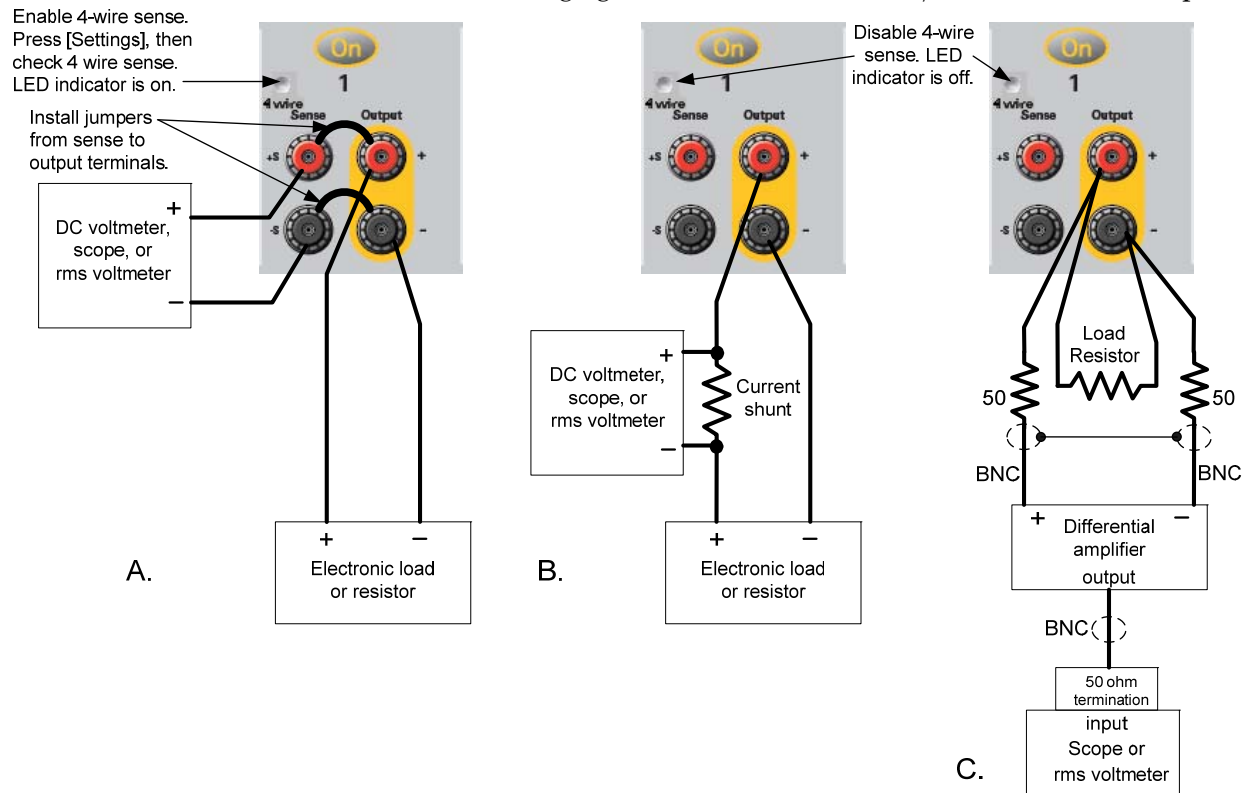 Enable 4-wire sense.
Press [Settings], then
check 4 wire sense.
LED indicator is on.
Install jumpers
from sense to
output terminals.
On
1
4 wire
Sense
Output
+S
+
-S
-
+
DC voltmeter,
scope, or
rms voltmeter
−
+ −
Electronic load
or resistor
A.
Disable 4-wire
sense. LED
indicator is off.
On
1
4 wire
Sense
Output
+S
+
-S
-
+
DC voltmeter,
scope, or
rms voltmeter
−
Current
shunt
+ −
Electronic load
or resistor
B.
On
1
4 wire
Sense
Output
+S
+
-S
-
Load
Resistor
50
50
BNC
BNC
+ −
Differential
amplifier
output
BNC
50 ohm
termination
input
Scope or
rms voltmeter
C.